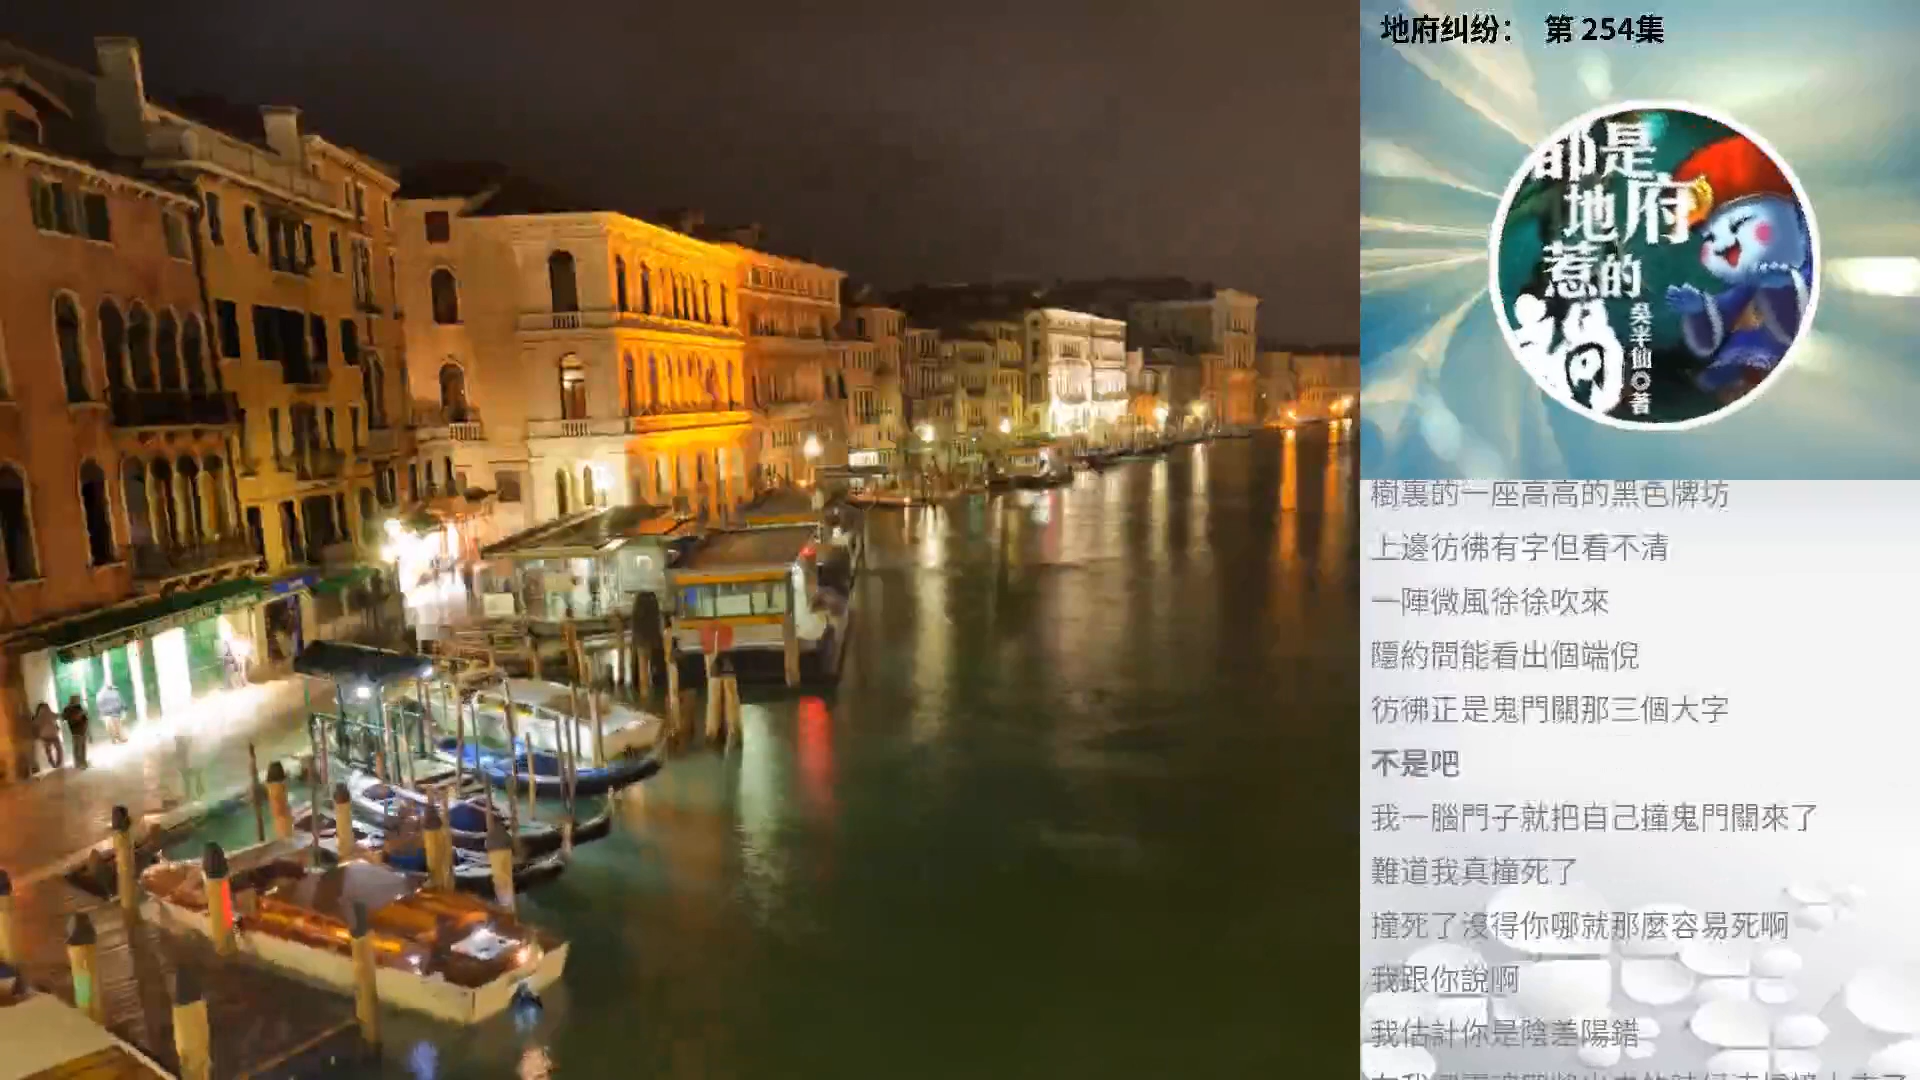 地府纠纷： 第 254集
都是
地府
惹的
禍
吳半仙◎著
樹裏的一座高高的黑色牌坊
上邊彷彿有字但看不清
一陣微風徐徐吹來
隱約間能看出個端倪
彷彿正是鬼門關那三個大字
不是吧
我一腦門子就把自己撞鬼門關來了
難道我真撞死了
撞死了沒得你哪就那麼容易死啊
我跟你說啊
我估計你是陰差陽錯